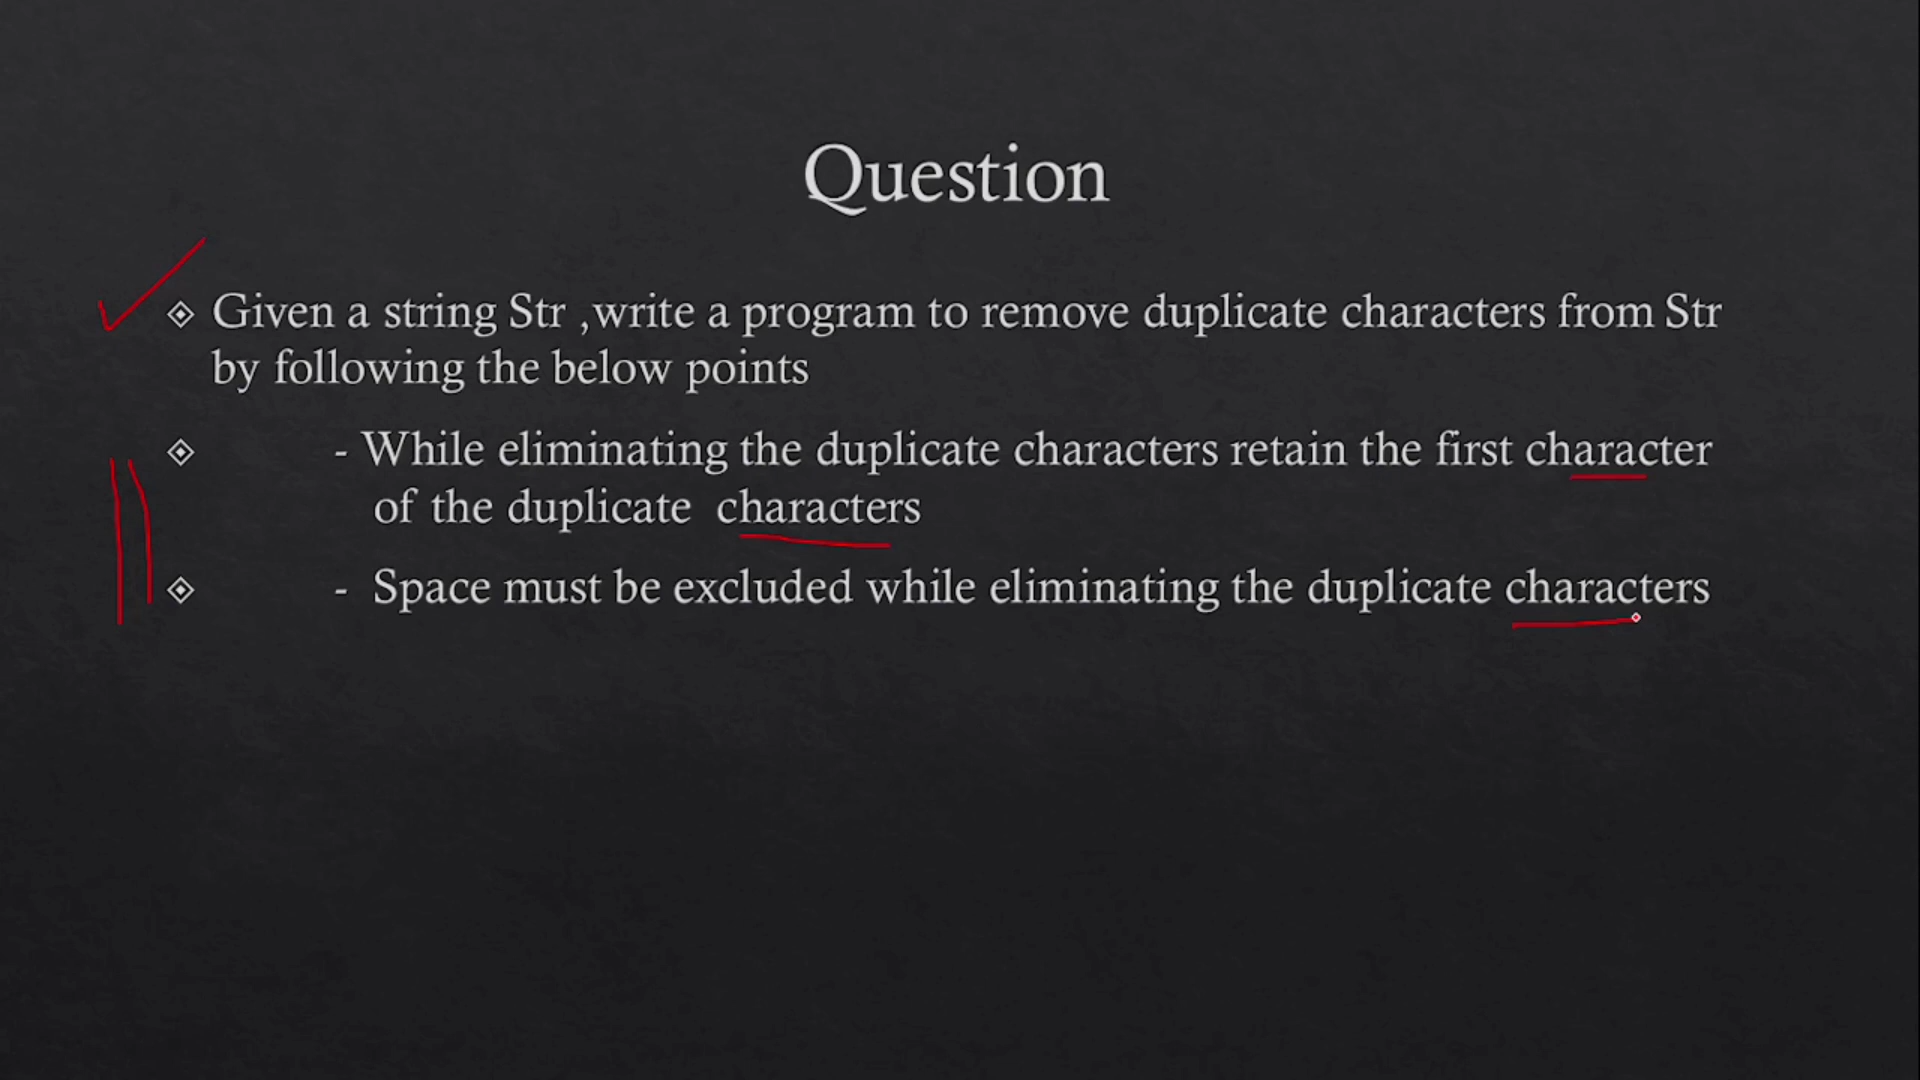 Question
Given a string Str ,write a program to remove duplicate characters from Str
by following the below points
- While eliminating the duplicate characters retain the first character
of the duplicate characters
- Space must be excluded while eliminating the duplicate characters